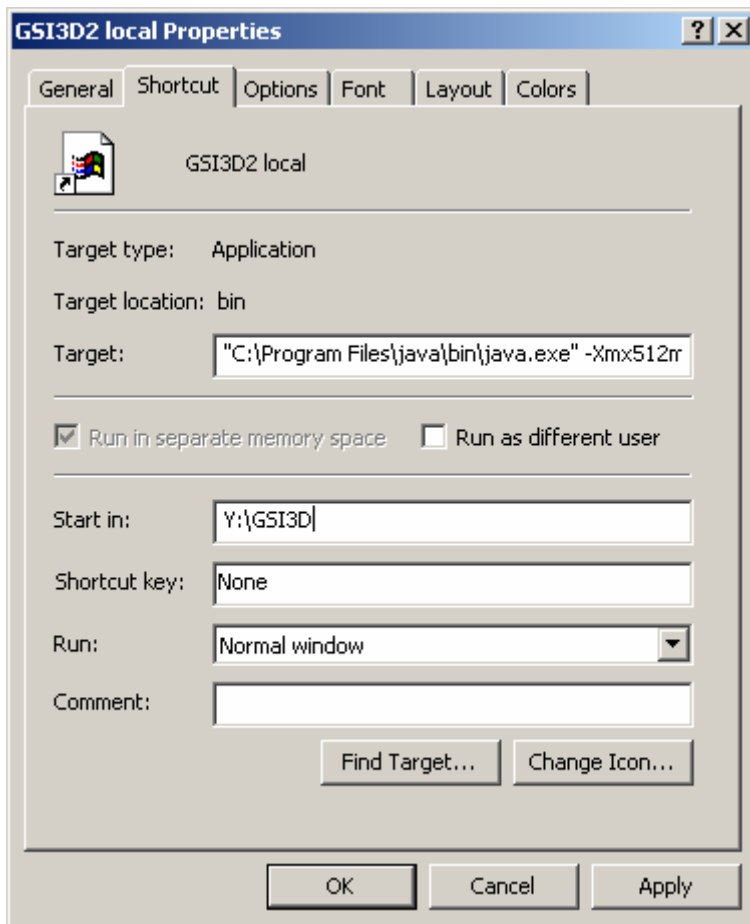 GSI3D2 local Properties
General Shortcut Options Font Layout Colors
GSI3D2 local
Target type: Application
Target location: bin
Target: "C:\Program Files\java\bin\java.exe" -Xmx512m
Run in separate memory space Run as different user
Start in: Y:\GSI3D
Shortcut key: None
Run: Normal window
Comment:
Find Target... Change Icon...
OK Cancel Apply